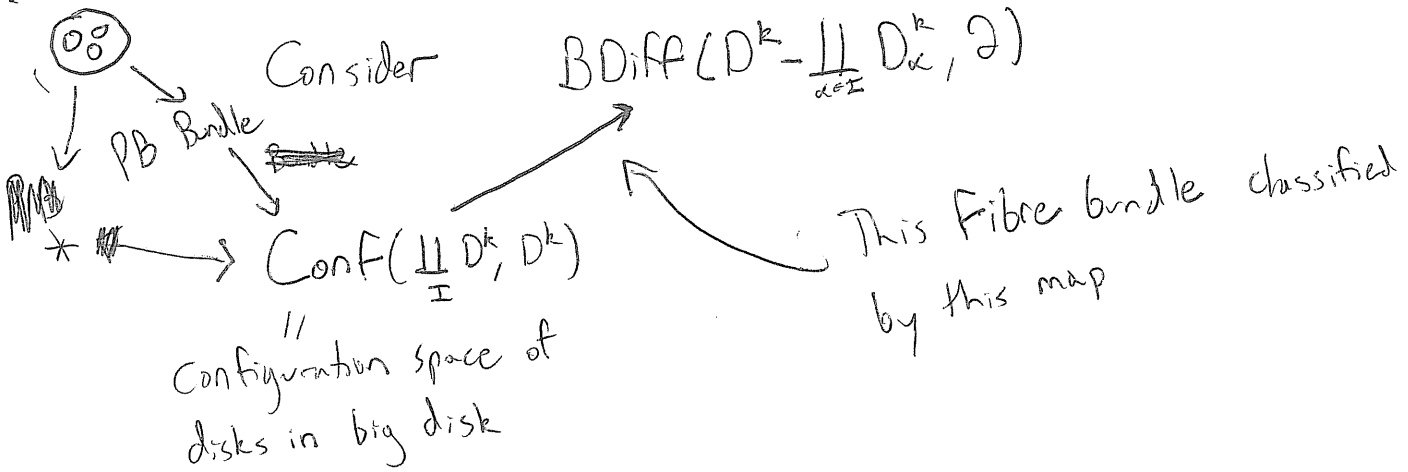 Consider
BDiff(D^k - ∐_{α∈I} D^k_α, ∂)
PB Bundle
*
Conf(∐_I D^k, D^k)
This Fibre bundle classified
by this map
"
Configuration space of
disks in big disk